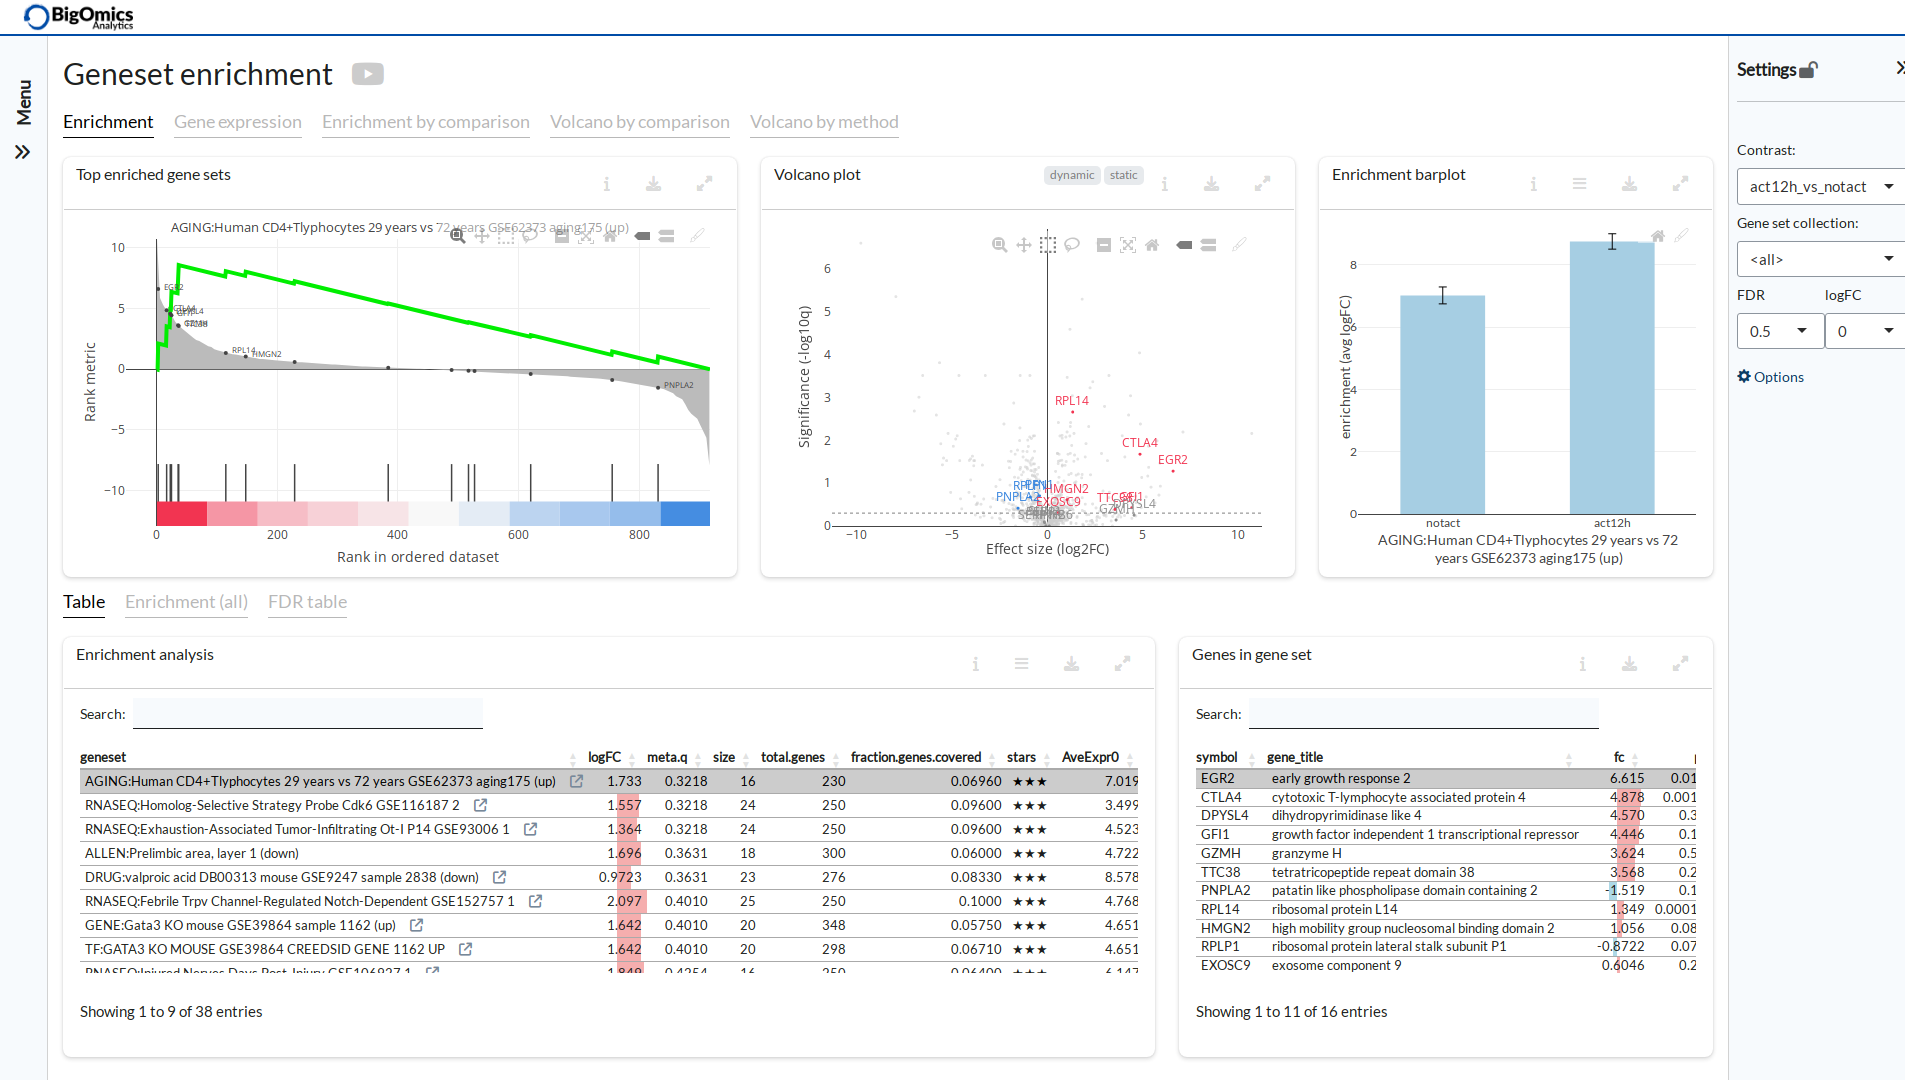 BigOmics
Analytics
Menu
Geneset enrichment
Enrichment Gene expression Enrichment by comparison Volcano by comparison Volcano by method
Top enriched gene sets
AGING:Human CD4+Tlyphocytes 29 years vs 72 years GSE62373 aging175 (up)
Rank metric
10
5
0
−5
−10
EGR2
CTLA4
GZMH
RPL14
HMGN2
PNPLA2
0 200 400 600 800
Rank in ordered dataset
Volcano plot
dynamic static
Significance (-log10q)
6
5
4
3
2
1
0
RPL14
CTLA4
EGR2
HMGN2
PNPLA2
EXOSC9
GFI1
−10 −5 0 5 10
Effect size (log2FC)
Enrichment barplot
enrichment (avg logFC)
8
6
4
2
0
notact act12h
AGING:Human CD4+Tlyphocytes 29 years vs 72
years GSE62373 aging175 (up)
Settings
Contrast:
act12h_vs_notact
Gene set collection:
<all>
FDR logFC
0.5 0
Options
Table Enrichment (all) FDR table
Enrichment analysis
Search:
geneset logFC meta.q size total.genes fraction.genes.covered stars AveExpr0
AGING:Human CD4+Tlyphocytes 29 years vs 72 years GSE62373 aging175 (up) 1.733 0.3218 16 230 0.06960 ★★★ 7.019
RNASEQ:Homolog-Selective Strategy Probe Cdk6 GSE116187 2 1.557 0.3218 24 250 0.09600 ★★★ 3.499
RNASEQ:Exhaustion-Associated Tumor-Infiltrating Ot-I P14 GSE93006 1 1.364 0.3218 24 250 0.09600 ★★★ 4.523
ALLEN:Prelimbic area, layer 1 (down) 1.696 0.3631 18 300 0.06000 ★★★ 4.722
DRUG:valproic acid DB00313 mouse GSE9247 sample 2838 (down) 0.9723 0.3631 23 276 0.08330 ★★★ 8.578
RNASEQ:Febrile Trpv Channel-Regulated Notch-Dependent GSE152757 1 2.097 0.4010 25 250 0.1000 ★★★ 4.768
GENE:Gata3 KO mouse GSE39864 sample 1162 (up) 1.642 0.4010 20 348 0.05750 ★★★ 4.651
TF:GATA3 KO MOUSE GSE39864 CREEDSID GENE 1162 UP 1.642 0.4010 20 298 0.06710 ★★★ 4.651
Showing 1 to 9 of 38 entries
Genes in gene set
Search:
symbol gene_title fc
EGR2 early growth response 2 6.615 0.01
CTLA4 cytotoxic T-lymphocyte associated protein 4 4.878 0.001
DPYSL4 dihydropyrimidinase like 4 4.570 0.3
GFI1 growth factor independent 1 transcriptional repressor 4.446 0.1
GZMH granzyme H 3.624 0.5
TTC38 tetratricopeptide repeat domain 38 3.568 0.2
PNPLA2 patatin like phospholipase domain containing 2 -1.519 0.1
RPL14 ribosomal protein L14 1.349 0.0001
HMGN2 high mobility group nucleosomal binding domain 2 1.056 0.08
RPLP1 ribosomal protein lateral stalk subunit P1 -0.8722 0.07
EXOSC9 exosome component 9 0.6046 0.2
Showing 1 to 11 of 16 entries